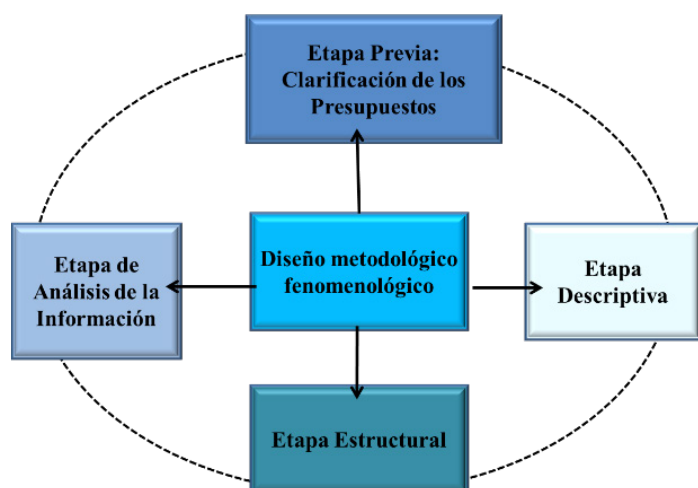 Etapa Previa:
Clarificación de los
Presupuestos
Etapa de
Análisis de la
Información
Diseño metodológico
fenomenológico
Etapa
Descriptiva
Etapa Estructural